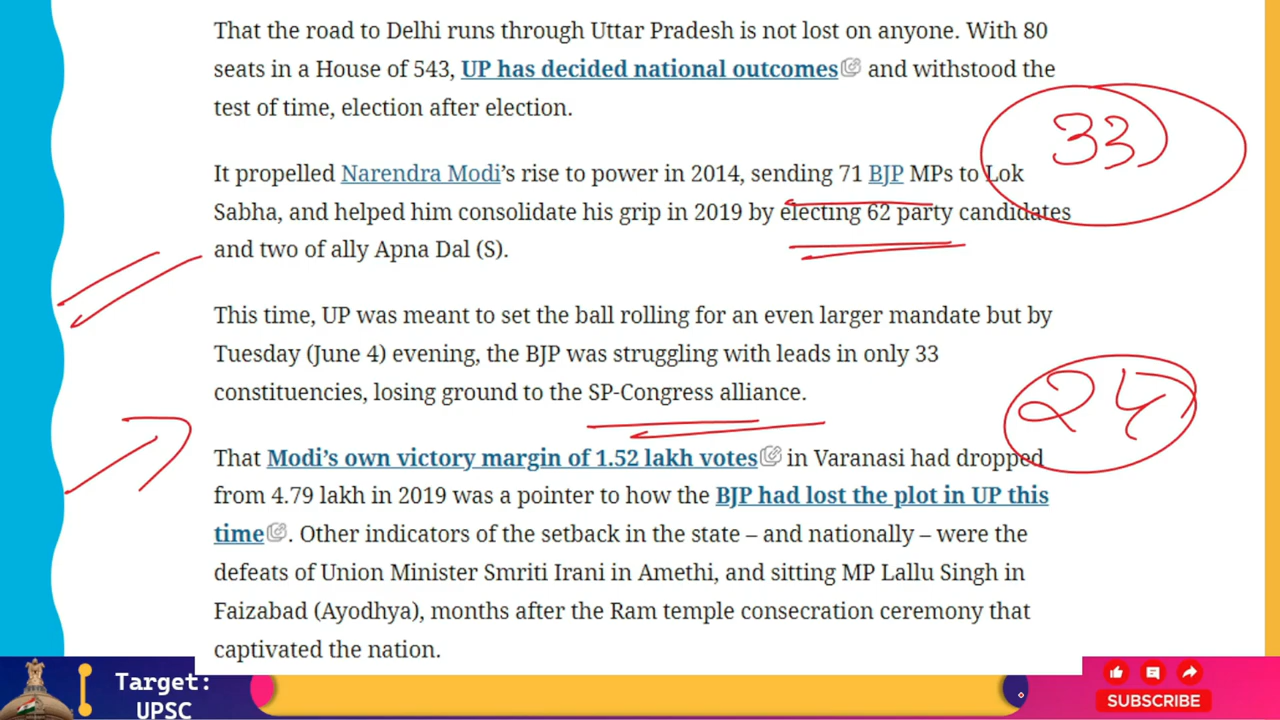 That the road to Delhi runs through Uttar Pradesh is not lost on anyone. With 80
seats in a House of 543, UP has decided national outcomes and withstood the
test of time, election after election.
33
It propelled Narendra Modi's rise to power in 2014, sending 71 BJP MPs to Lok
Sabha, and helped him consolidate his grip in 2019 by electing 62 party candidates
and two of ally Apna Dal (S).
This time, UP was meant to set the ball rolling for an even larger mandate but by
Tuesday (June 4) evening, the BJP was struggling with leads in only 33
constituencies, losing ground to the SP-Congress alliance.
24
That Modi's own victory margin of 1.52 lakh votes in Varanasi had dropped
from 4.79 lakh in 2019 was a pointer to how the BJP had lost the plot in UP this
time. Other indicators of the setback in the state – and nationally – were the
defeats of Union Minister Smriti Irani in Amethi, and sitting MP Lallu Singh in
Faizabad (Ayodhya), months after the Ram temple consecration ceremony that
captivated the nation.
Target:
UPSC
SUBSCRIBE